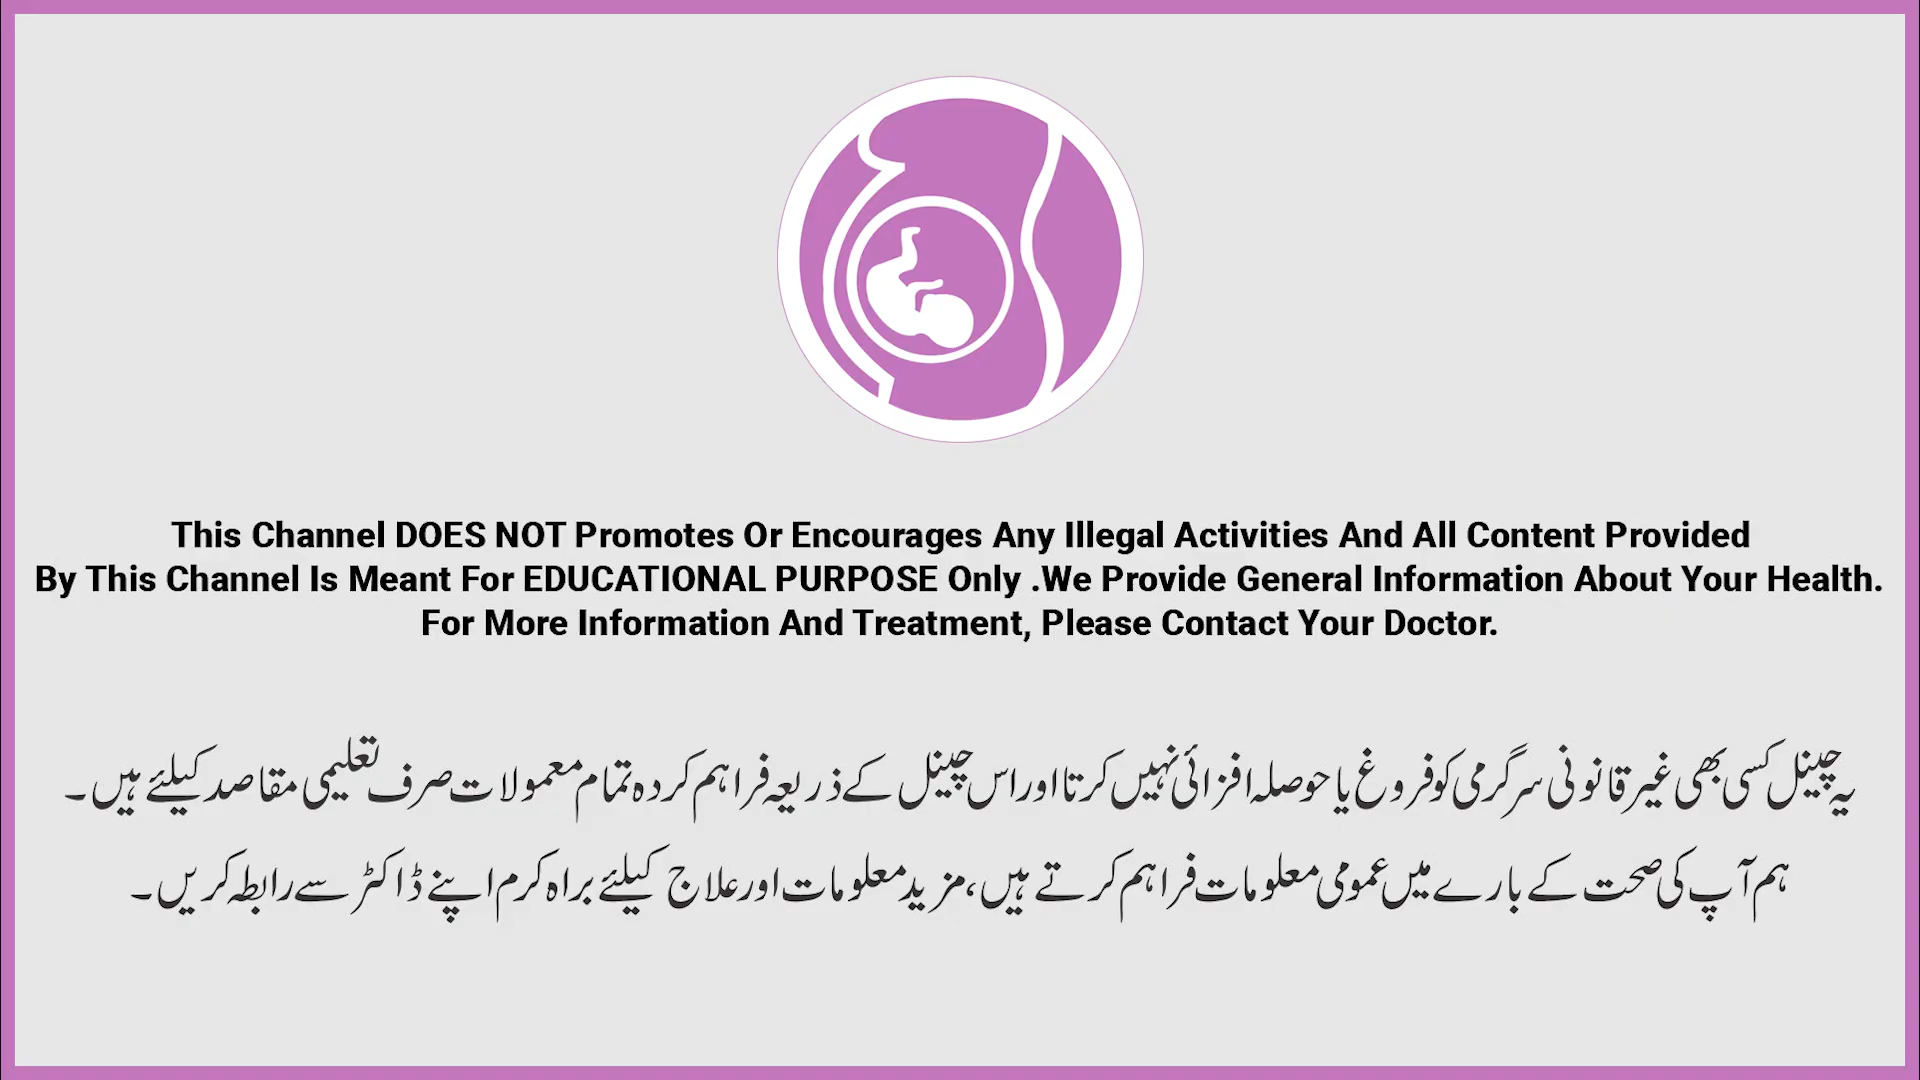 This Channel DOES NOT Promotes Or Encourages Any Illegal Activities And All Content Provided
By This Channel Is Meant For EDUCATIONAL PURPOSE Only .We Provide General Information About Your Health.
For More Information And Treatment, Please Contact Your Doctor.
یہ چینل کسی بھی غیر قانونی سرگرمی کو فروغ یا حوصلہ افزائی نہیں کرتا اور اس چینل کے ذریعہ فراہم کردہ تمام معمولات صرف تعلیمی مقاصد کیلئے ہیں۔
ہم آپ کی صحت کے بارے میں عمومی معلومات فراہم کرتے ہیں، مزید معلومات اور علاج کیلئے براہ کرم اپنے ڈاکٹر سے رابطہ کریں۔